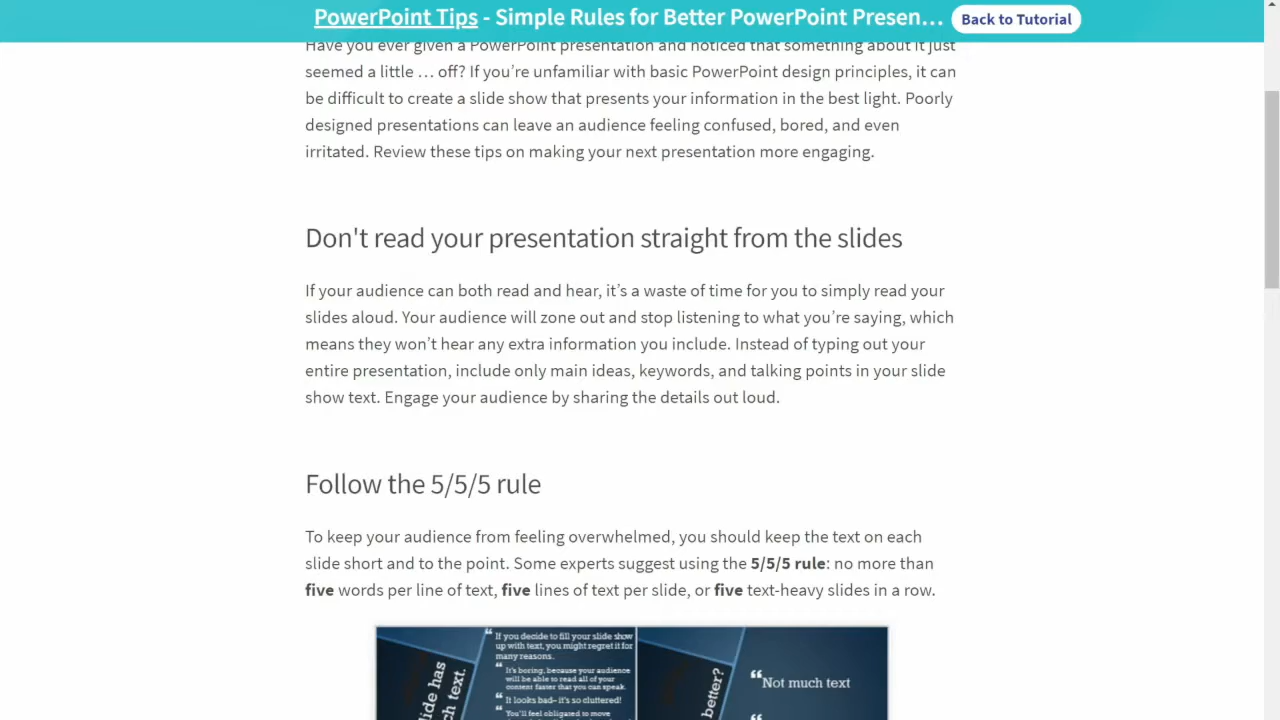 PowerPoint Tips - Simple Rules for Better PowerPoint Presen...
Back to Tutorial
Have you ever given a PowerPoint presentation and noticed that something about it just
seemed a little … off? If you’re unfamiliar with basic PowerPoint design principles, it can
be difficult to create a slide show that presents your information in the best light. Poorly
designed presentations can leave an audience feeling confused, bored, and even
irritated. Review these tips on making your next presentation more engaging.
Don't read your presentation straight from the slides
If your audience can both read and hear, it’s a waste of time for you to simply read your
slides aloud. Your audience will zone out and stop listening to what you’re saying, which
means they won’t hear any extra information you include. Instead of typing out your
entire presentation, include only main ideas, keywords, and talking points in your slide
show text. Engage your audience by sharing the details out loud.
Follow the 5/5/5 rule
To keep your audience from feeling overwhelmed, you should keep the text on each
slide short and to the point. Some experts suggest using the 5/5/5 rule: no more than
five words per line of text, five lines of text per slide, or five text-heavy slides in a row.
lide has
ch text.
“ If you decide to fill your slide show
up with text, you might regret it for
many reasons.
“ It's boring, because your audience
will be able to read all of your
content faster that you can speak.
“ It looks bad– it's so cluttered!
“ You'll feel obligated to move
better?
“Not much text
“